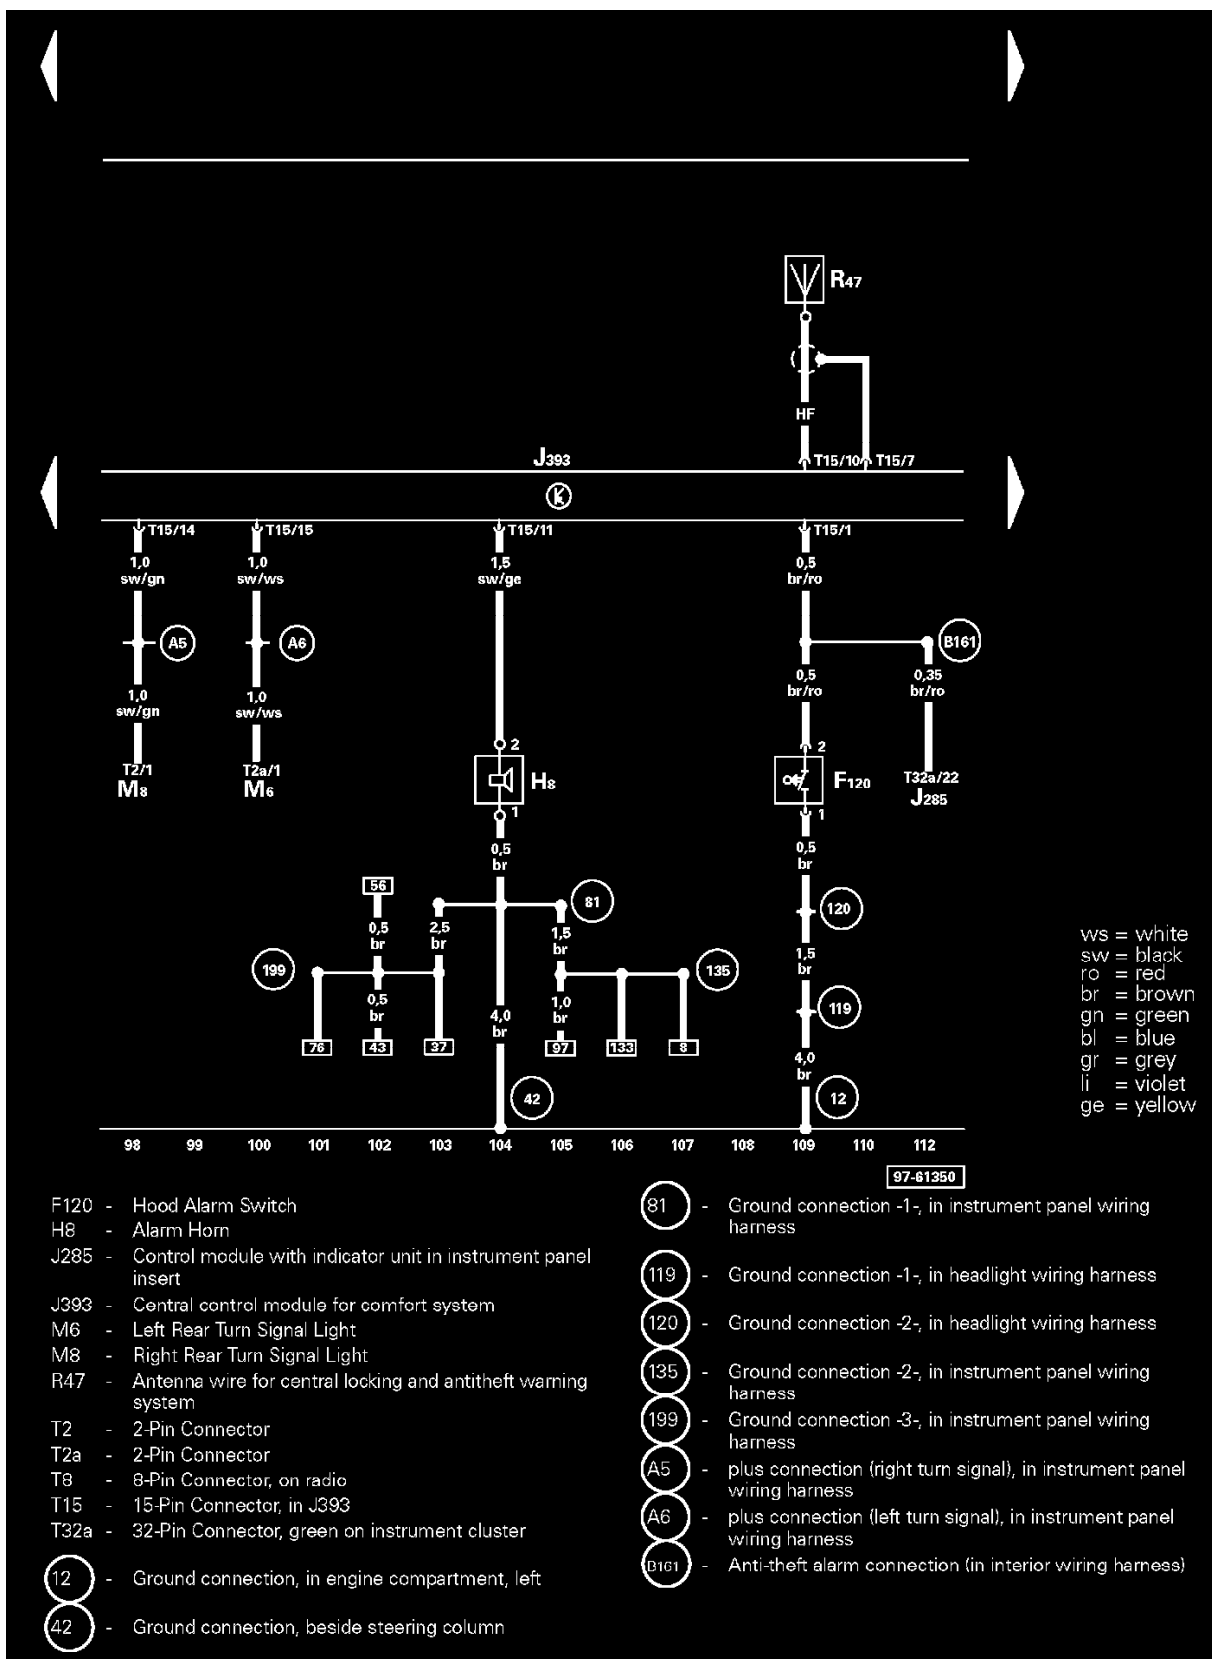 R47
HF
J393
T15/10
T15/7
K
T15/14
T15/15
T15/11
T15/1
1,0
sw/gn
1,0
sw/ws
1,5
sw/ge
0,5
br/ro
A5
A6
B161
1,0
sw/gn
1,0
sw/ws
0,5
br/ro
0,35
br/ro
T2/1
M8
T2a/1
M6
2
H8
1
2
F120
1
T32a/22
J285
0,5
br
0,5
br
56
81
120
0,5
br
2,5
br
1,5
br
1,5
br
199
135
0,5
br
4,0
br
1,0
br
119
76
43
37
97
133
8
4,0
br
42
12
ws = white
sw = black
ro = red
br = brown
gn = green
bl = blue
gr = grey
li = violet
ge = yellow
98 99 100 101 102 103 104 105 106 107 108 109 110 111 112
97-61350
F120 - Hood Alarm Switch
H8 - Alarm Horn
J285 - Control module with indicator unit in instrument panel
insert
J393 - Central control module for comfort system
M6 - Left Rear Turn Signal Light
M8 - Right Rear Turn Signal Light
R47 - Antenna wire for central locking and antitheft warning
system
T2 - 2-Pin Connector
T2a - 2-Pin Connector
T8 - 8-Pin Connector, on radio
T15 - 15-Pin Connector, in J393
T32a - 32-Pin Connector, green on instrument cluster
12 - Ground connection, in engine compartment, left
42 - Ground connection, beside steering column
81 - Ground connection -1-, in instrument panel wiring
harness
119 - Ground connection -1-, in headlight wiring harness
120 - Ground connection -2-, in headlight wiring harness
135 - Ground connection -2-, in instrument panel wiring
harness
199 - Ground connection -3-, in instrument panel wiring
harness
A5 - plus connection (right turn signal), in instrument panel
wiring harness
A6 - plus connection (left turn signal), in instrument panel
wiring harness
B161 - Anti-theft alarm connection (in interior wiring harness)